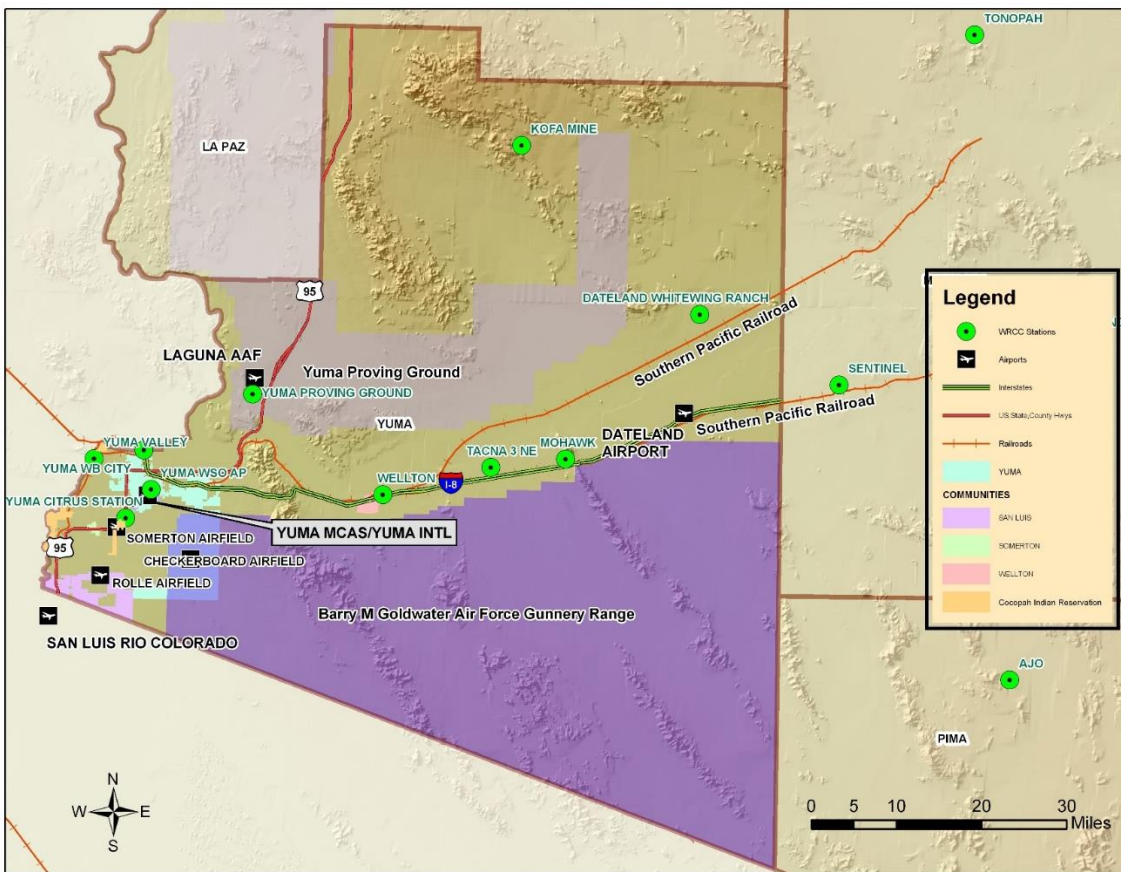 TONOPAH
KOFA MINE
LA PAZ
95
DATELAND WHITEWING RANCH
Southern Pacific Railroad
LAGUNA AAF
Yuma Proving Ground
YUMA PROVING GROUND
SENTINEL
YUMA
Southern Pacific Railroad
DATELAND
AIRPORT
YUMA VALLEY
MOHAWK
TACNA 3 NE
YUMA WB CITY
YUMA WSO AP
WELLTON
I-8
YUMA CITRUS STATION
YUMA MCAS/YUMA INTL
SOMERTON AIRFIELD
95
CHECKERBOARD AIRFIELD
ROLLE AIRFIELD
Barry M Goldwater Air Force Gunnery Range
SAN LUIS RIO COLORADO
AJO
PIMA
Legend
WRCC Stations
Airports
Interstates
US,State,County Hwys
Railroads
YUMA
COMMUNITIES
SAN LUIS
SOMERTON
WELLTON
Cocopah Indian Reservation
N
W E
S
0 5 10 20 30
Miles